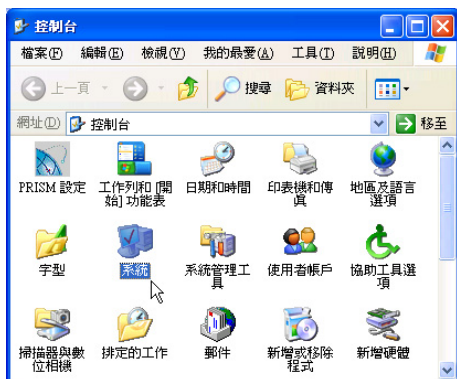 控制台
檔案(F) 編輯(E) 檢視(V) 我的最愛(A) 工具(T) 說明(H)
上一頁 搜尋 資料夾
網址(D) 控制台 移至
PRISM 設定 工作列和 [開始] 功能表 日期和時間 印表機和傳真 地區及語言選項
字型 系統 系統管理工具 使用者帳戶 協助工具選項
掃描器與數位相機 排定的工作 郵件 新增或移除程式 新增硬體